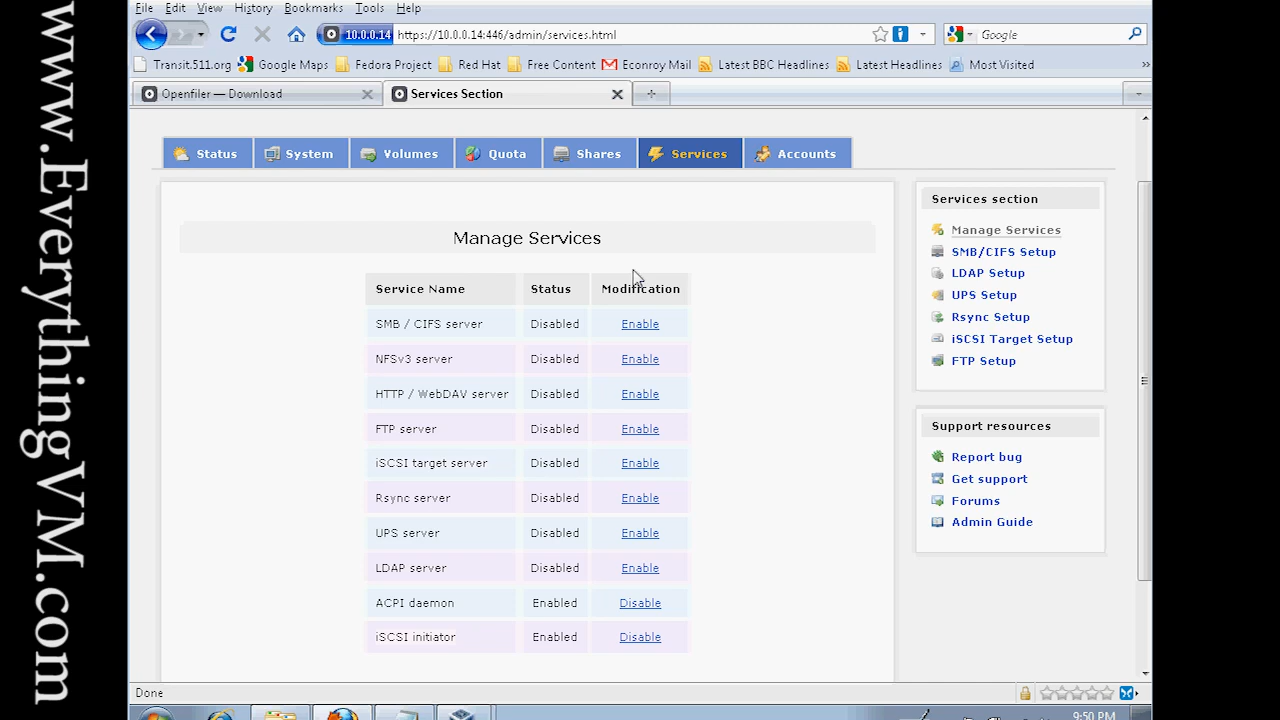 www.EverythingVM.com
File Edit View History Bookmarks Tools Help
10.0.0.14 https://10.0.0.14:446/admin/services.html Google
Transit.511.org Google Maps Fedora Project Red Hat Free Content Econroy Mail Latest BBC Headlines Latest Headlines Most Visited »
Openfiler — Download Services Section
Status System Volumes Quota Shares Services Accounts
Manage Services
Service Name Status Modification
SMB / CIFS server Disabled Enable
NFSv3 server Disabled Enable
HTTP / WebDAV server Disabled Enable
FTP server Disabled Enable
iSCSI target server Disabled Enable
Rsync server Disabled Enable
UPS server Disabled Enable
LDAP server Disabled Enable
ACPI daemon Enabled Disable
iSCSI initiator Enabled Disable
Services section
Manage Services
SMB/CIFS Setup
LDAP Setup
UPS Setup
Rsync Setup
iSCSI Target Setup
FTP Setup
Support resources
Report bug
Get support
Forums
Admin Guide
Done
9:50 PM